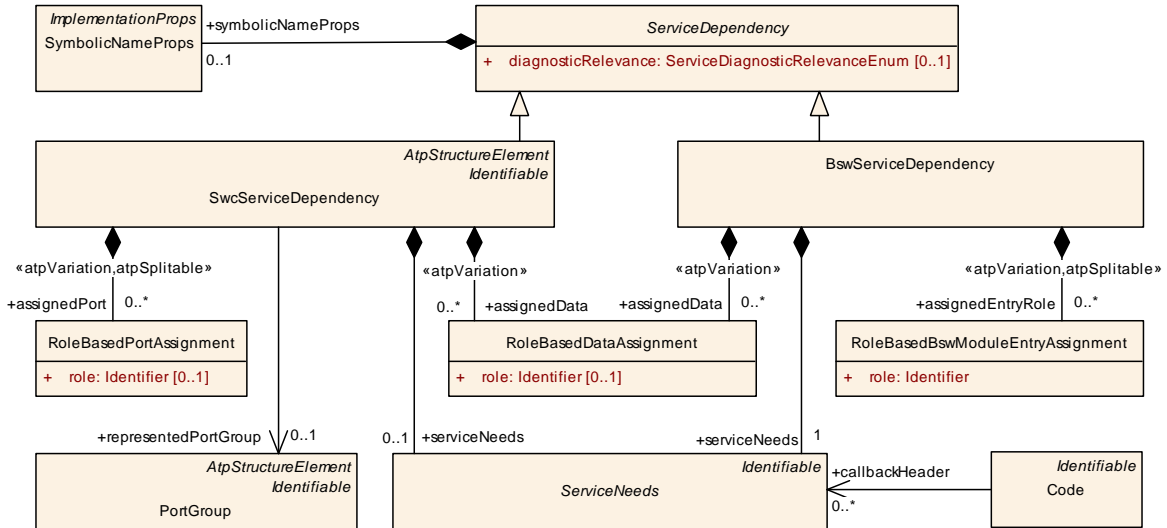 ImplementationProps
SymbolicNameProps
+symbolicNameProps
0..1
ServiceDependency
+ diagnosticRelevance: ServiceDiagnosticRelevanceEnum [0..1]
AtpStructureElement
Identifiable
SwcServiceDependency
BswServiceDependency
«atpVariation,atpSplitable»
+assignedPort 0..*
«atpVariation»
0..* +assignedData
«atpVariation»
+assignedData 0..*
«atpVariation,atpSplitable»
+assignedEntryRole 0..*
RoleBasedPortAssignment
+ role: Identifier [0..1]
RoleBasedDataAssignment
+ role: Identifier [0..1]
RoleBasedBswModuleEntryAssignment
+ role: Identifier
+representedPortGroup 0..1
0..1 +serviceNeeds
+serviceNeeds 1
AtpStructureElement
Identifiable
PortGroup
Identifiable
ServiceNeeds
+callbackHeader
0..*
Identifiable
Code